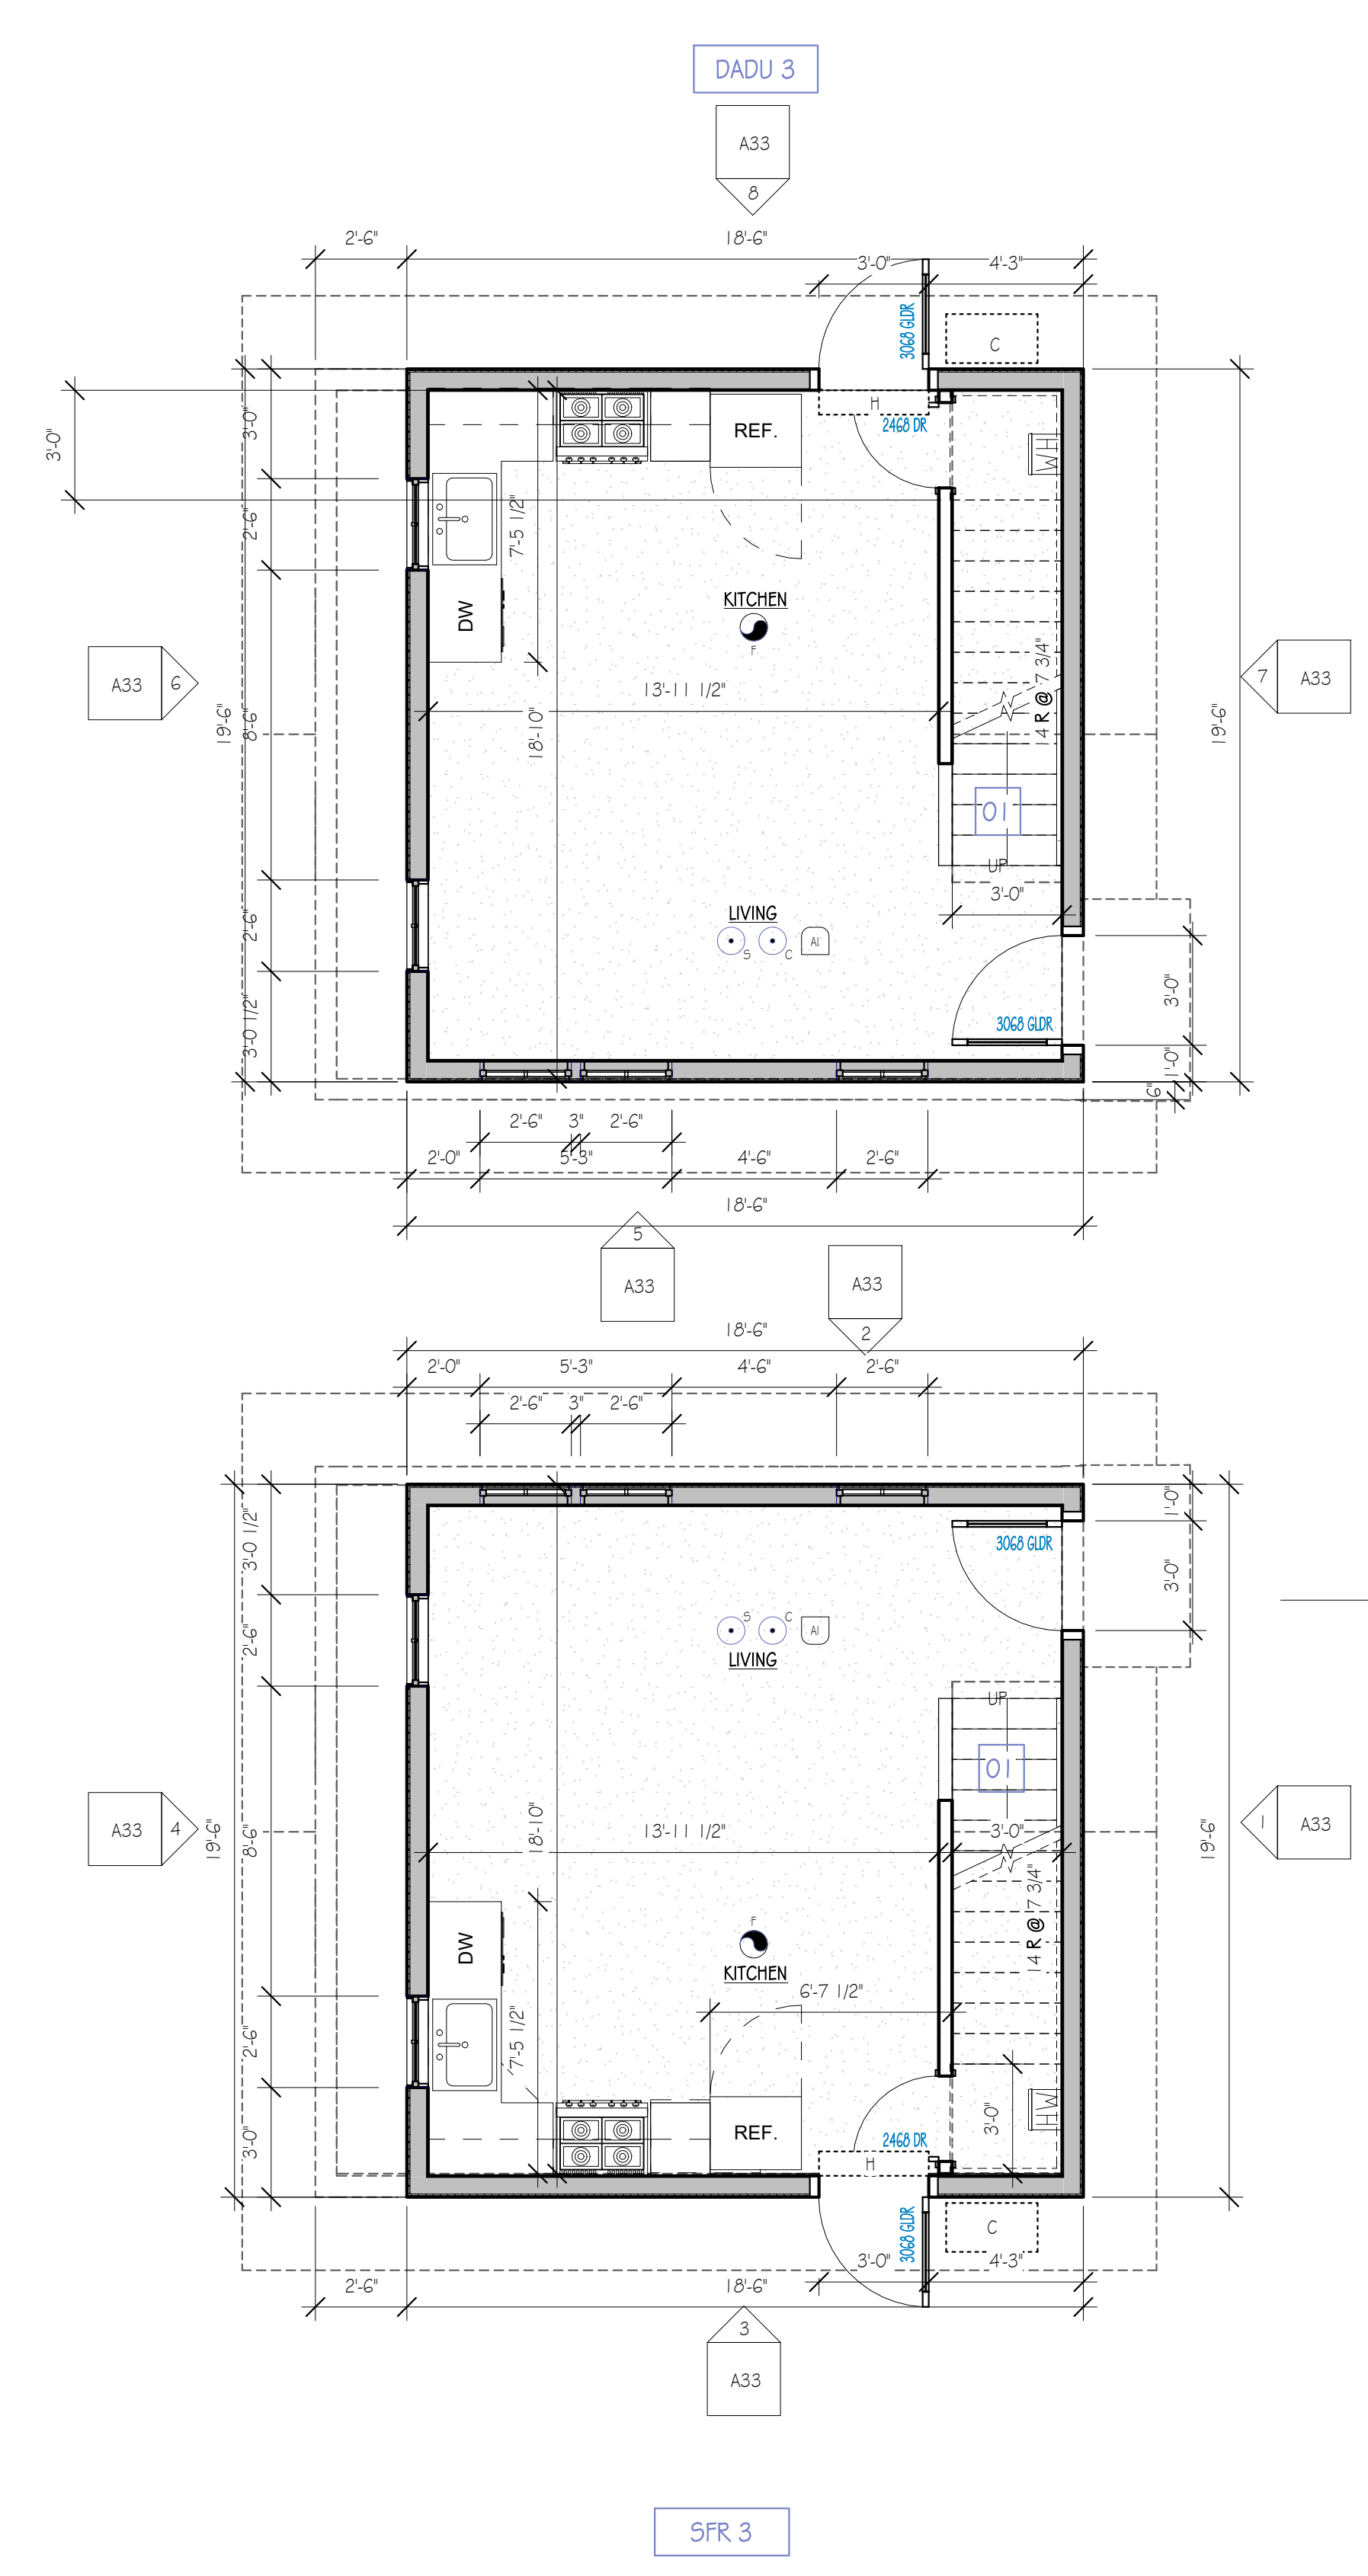 DADU 3
A33
8
2'-6"
18'-6"
3'-0"
4'-3"
3068 GLDR
C
H
2468 DR
REF.
HW
3'-0"
3'-0"
2'-6"
7'-5 1/2"
DW
KITCHEN
F
A33
6
7
A33
13'-11 1/2"
14 R @ 7 3/4"
19'-6"
8'-6"
18'-10"
19'-6"
01
UP
3'-0"
LIVING
S
C
AI
2'-6"
3'-0 1/2"
3068 GLDR
3'-0"
1'-0"
6"
2'-6"
3"
2'-6"
2'-0"
5'-3"
4'-6"
2'-6"
18'-6"
5
A33
A33
2
18'-6"
2'-0"
5'-3"
4'-6"
2'-6"
2'-6"
3"
2'-6"
1'-0"
3'-0 1/2"
3068 GLDR
3'-0"
S
C
AI
LIVING
2'-6"
UP
01
A33
4
19'-6"
8'-6"
18'-10"
13'-11 1/2"
3'-0"
19'-6"
1
A33
14 R @ 7 3/4"
DW
F
KITCHEN
6'-7 1/2"
2'-6"
7'-5 1/2"
3'-0"
HW
REF.
2468 DR
H
3'-0"
3068 GLDR
C
3'-0"
4'-3"
2'-6"
18'-6"
3
A33
SFR 3